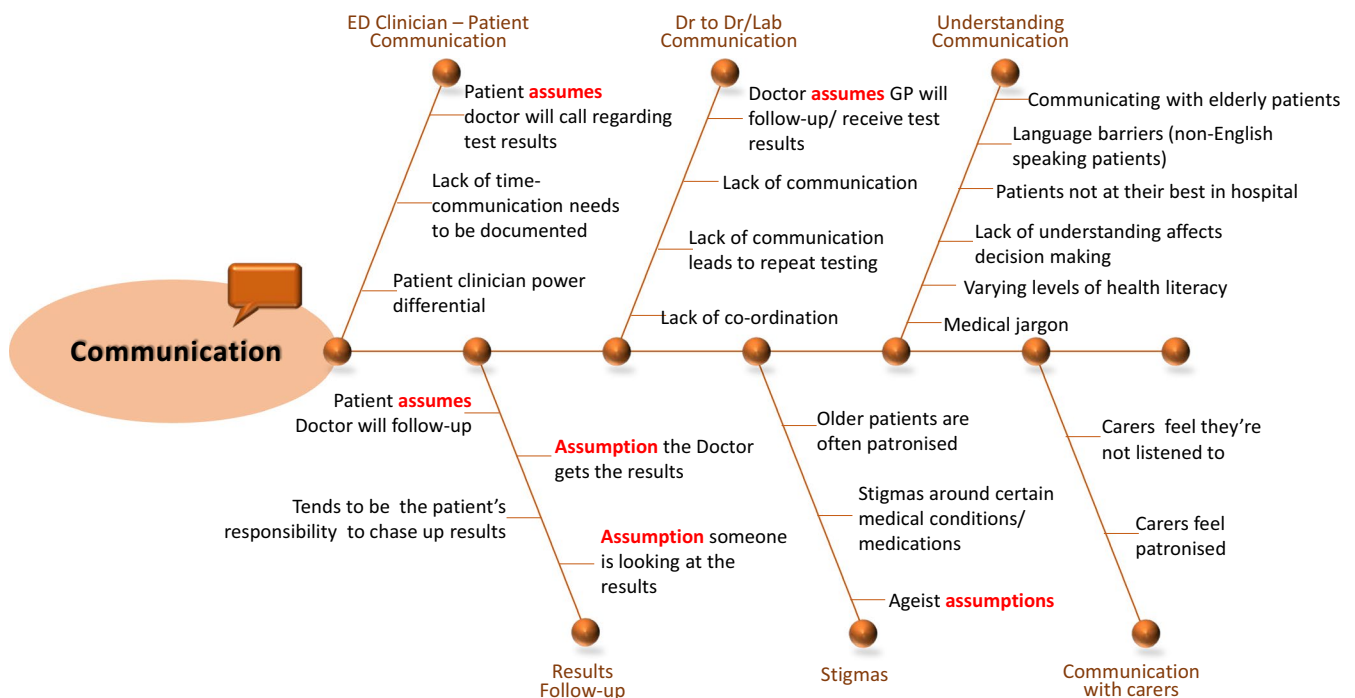 ED Clinician – Patient
Communication
Patient assumes
doctor will call regarding
test results
Lack of time-
communication needs
to be documented
Patient clinician power
differential
Dr to Dr/Lab
Communication
Doctor assumes GP will
follow-up/ receive test
results
Lack of communication
Lack of communication
leads to repeat testing
Lack of co-ordination
Understanding
Communication
Communicating with elderly patients
Language barriers (non-English
speaking patients)
Patients not at their best in hospital
Lack of understanding affects
decision making
Varying levels of health literacy
Medical jargon
Communication
Patient assumes
Doctor will follow-up
Assumption the Doctor
gets the results
Tends to be the patient’s
responsibility to chase up results
Assumption someone
is looking at the
results
Results
Follow-up
Older patients are
often patronised
Stigmas around certain
medical conditions/
medications
Ageist assumptions
Stigmas
Carers feel they’re
not listened to
Carers feel
patronised
Communication
with carers